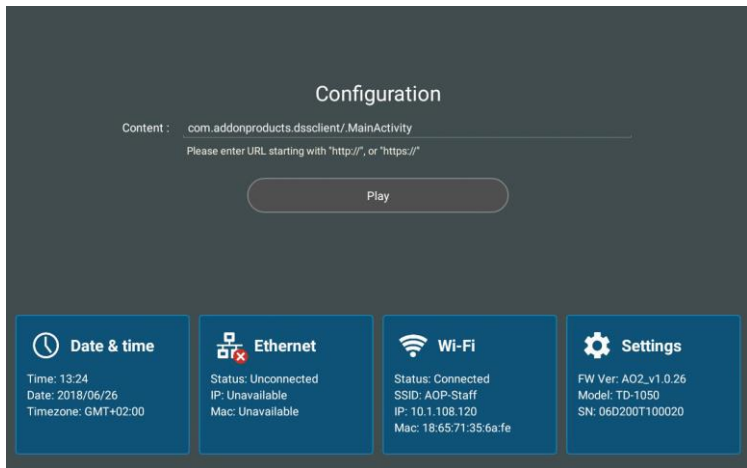 Configuration
Content : com.addonproducts.dssclient/.MainActivity
Please enter URL starting with "http://", or "https://"
Play
Date & time
Time: 13:24
Date: 2018/06/26
Timezone: GMT+02:00
Ethernet
Status: Unconnected
IP: Unavailable
Mac: Unavailable
Wi-Fi
Status: Connected
SSID: AOP-Staff
IP: 10.1.108.120
Mac: 18:65:71:35:6a:fe
Settings
FW Ver: AO2_v1.0.26
Model: TD-1050
SN: 06D200T100020